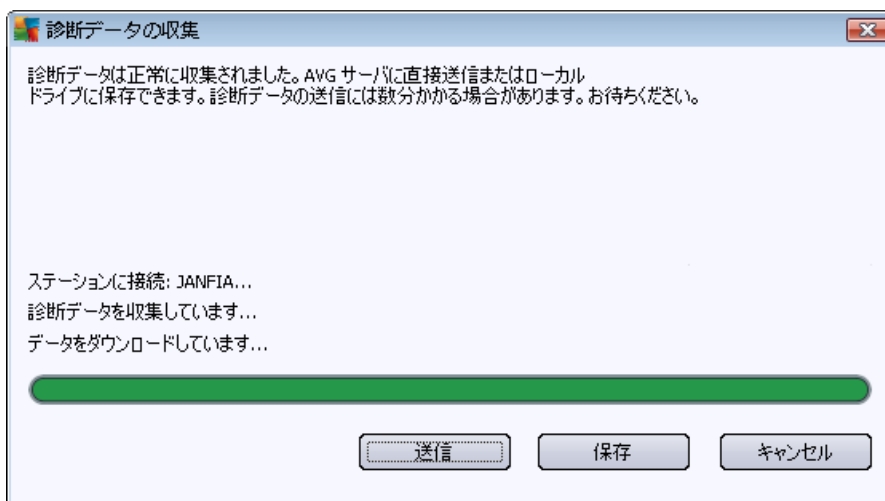 診断データの収集
診断データは正常に収集されました。AVG サーバに直接送信またはローカル
ドライブに保存できます。診断データの送信には数分かかる場合があります。お待ちください。
ステーションに接続: JANFIA...
診断データを収集しています...
データをダウンロードしています...
送信 保存 キャンセル